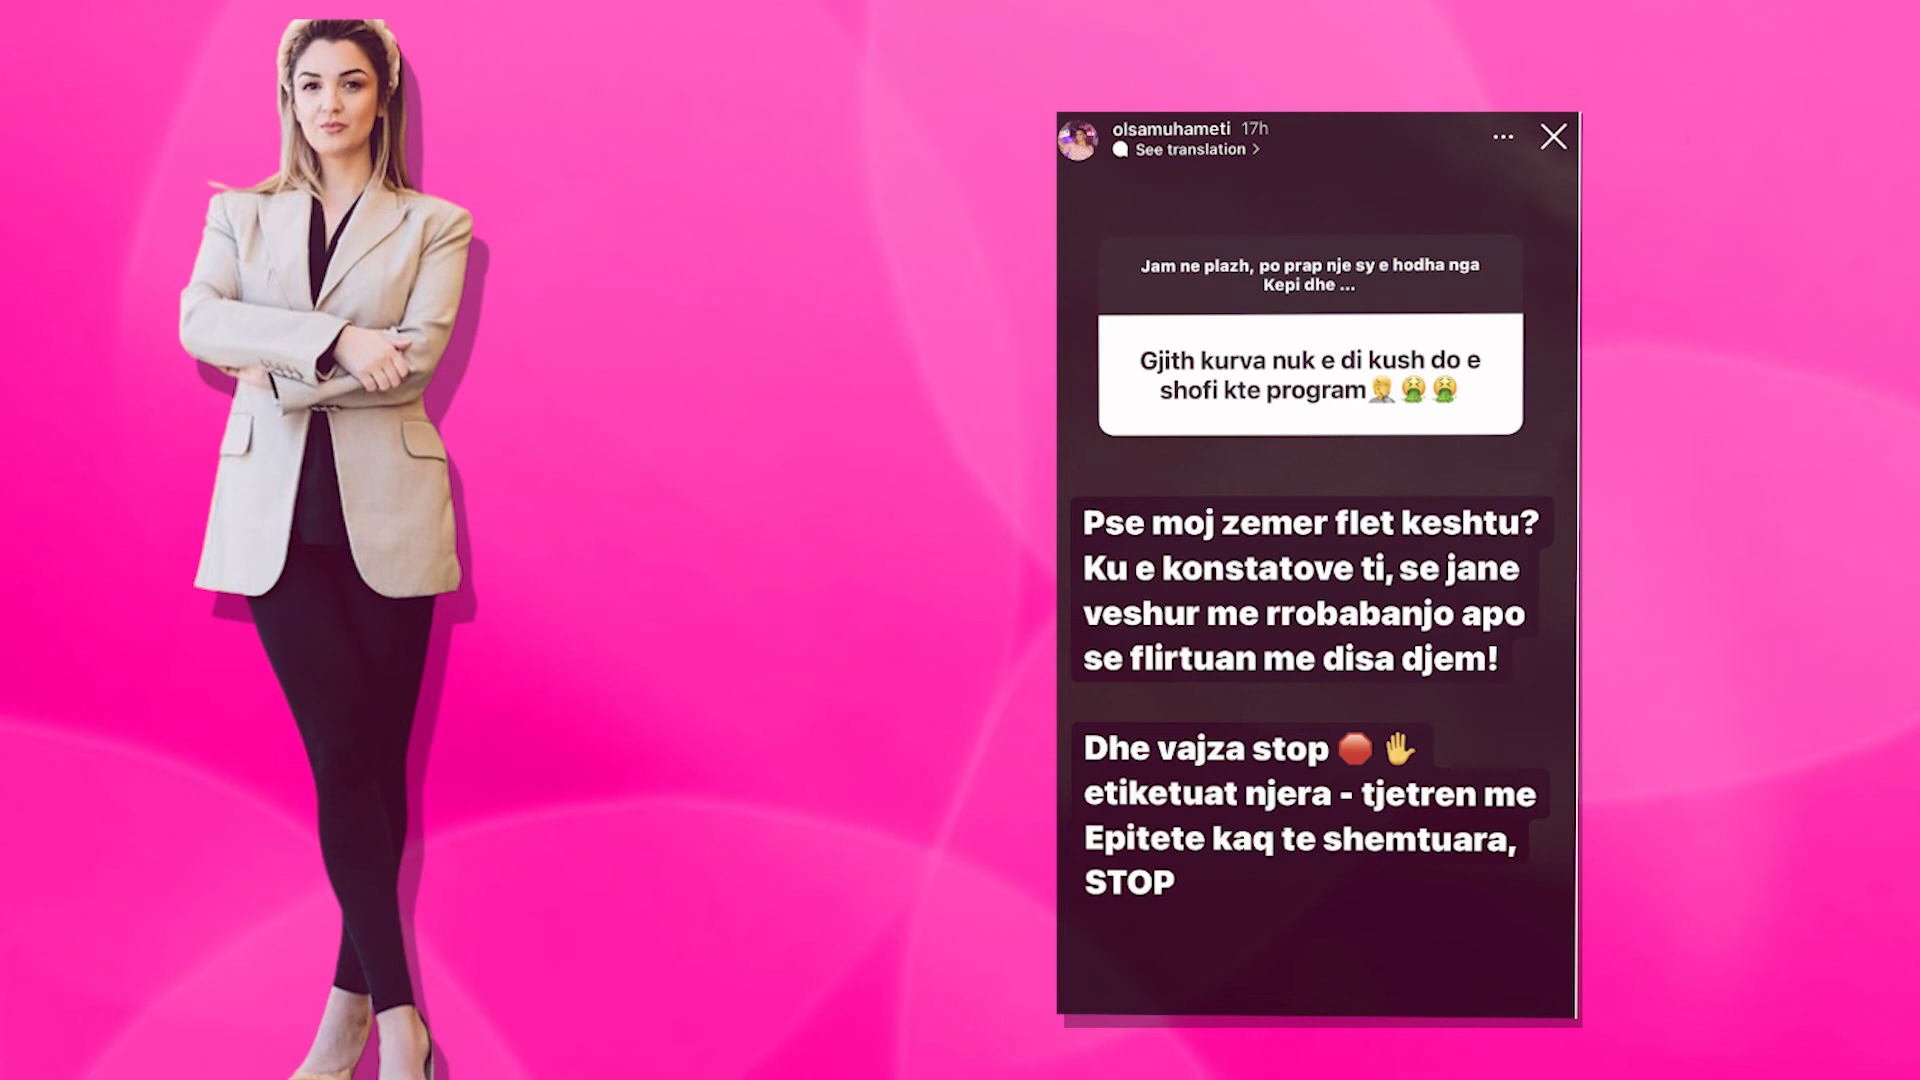 olsamuhameti 17h
See translation >
Jam ne plazh, po prap nje sy e hodha nga
Kepi dhe ...
Gjith kurva nuk e di kush do e
shofi kte program🤦🤮🤮
Pse moj zemer flet keshtu?
Ku e konstatove ti, se jane
veshur me rrobabanjo apo
se flirtuan me disa djem!
Dhe vajza stop 🛑 🤚
etiketuat njera - tjetren me
Epitete kaq te shemtuara,
STOP